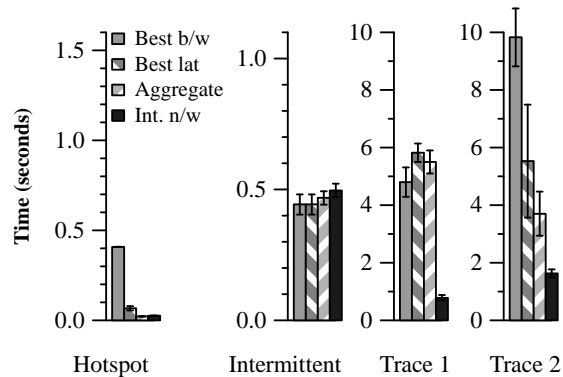 Time (seconds)
1.5
1.0
0.5
0.0
Best b/w
Best lat
Aggregate
Int. n/w
Hotspot
1.0
0.5
0.0
Intermittent
10
8
6
4
2
0
Trace 1
10
8
6
4
2
0
Trace 2